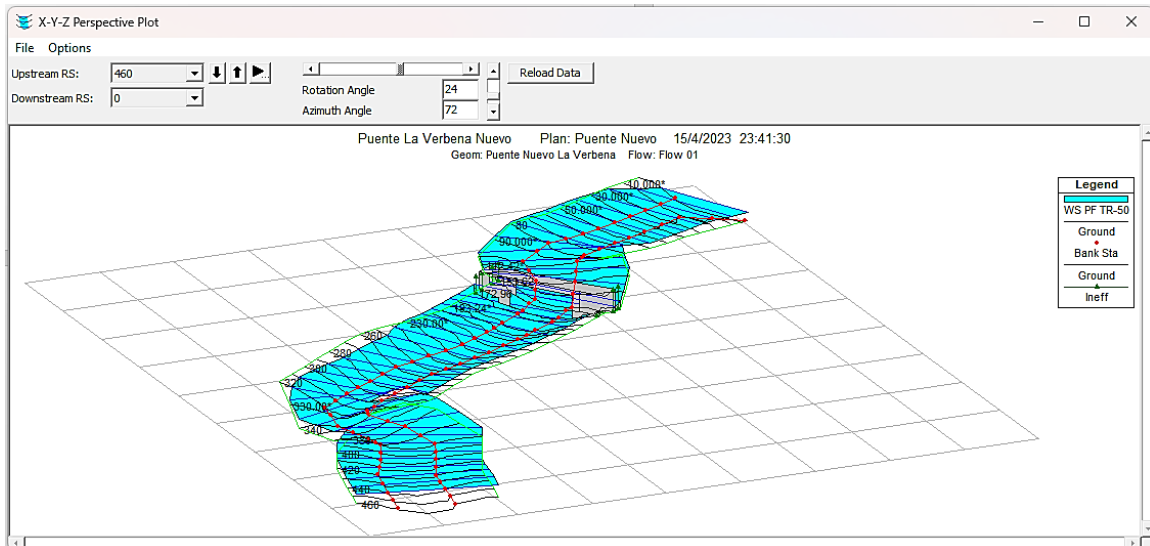 X-Y-Z Perspective Plot
File Options
Upstream RS: 460
Downstream RS: 0
Rotation Angle 24
Azimuth Angle 72
Reload Data
Puente La Verbena Nuevo Plan: Puente Nuevo 15/4/2023 23:41:30
Geom: Puente Nuevo La Verbena Flow: Flow 01
Legend
WS PF TR-50
Ground
Bank Sta
Ground
Ineff
10.000*
30.000*
50.000*
80
90.000*
172.90
193.24*
230.00*
260
280
300
320
330.00*
340
380
400
420
440
460